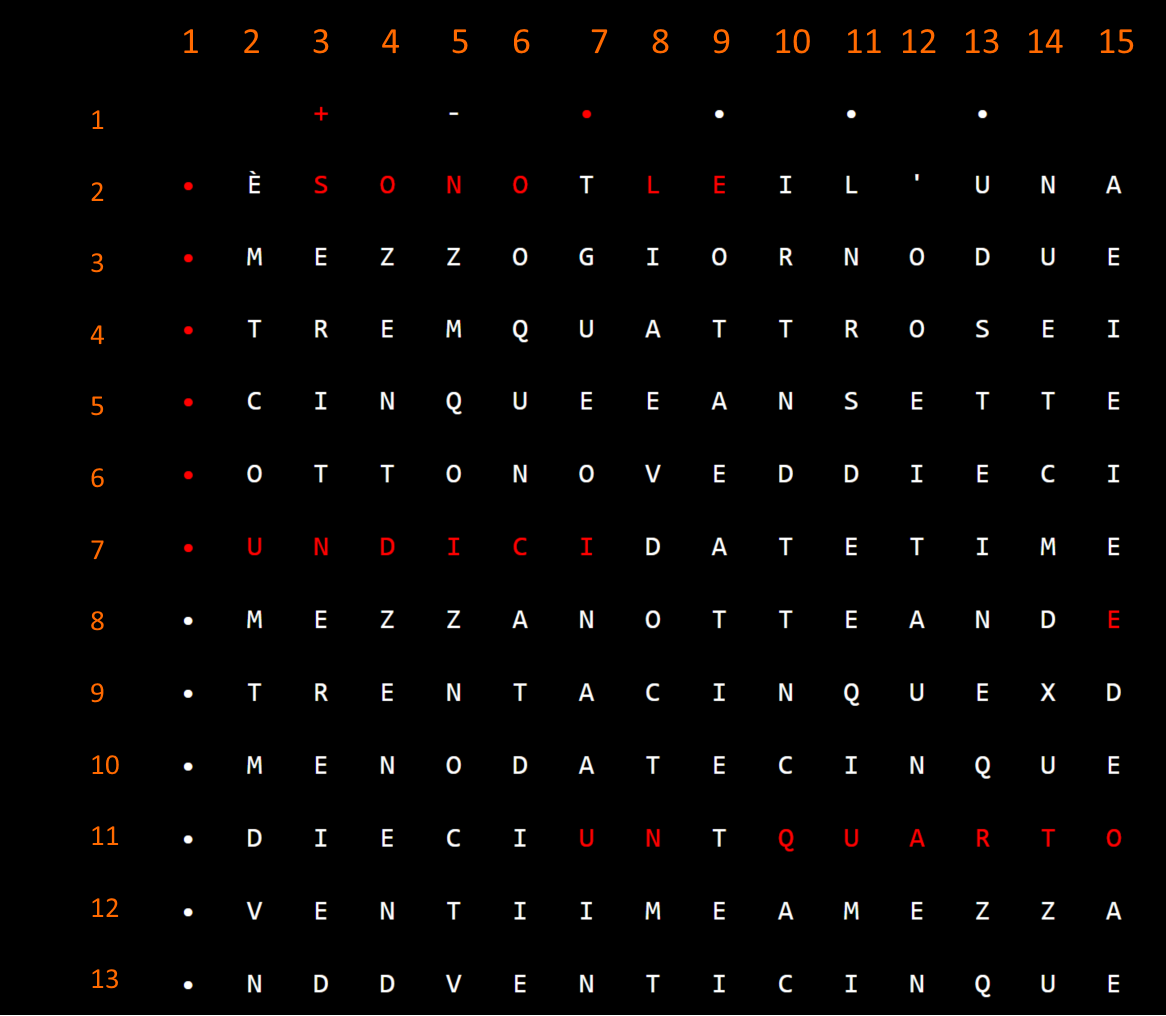 1 2 3 4 5 6 7 8 9 10 11 12 13 14 15
1 + - • • • •
2 • È S O N O T L E I L ' U N A
3 • M E Z Z O G I O R N O D U E
4 • T R E M Q U A T T R O S E I
5 • C I N Q U E E A N S E T T E
6 • O T T O N O V E D D I E C I
7 • U N D I C I D A T E T I M E
8 • M E Z Z A N O T T E A N D E
9 • T R E N T A C I N Q U E X D
10 • M E N O D A T E C I N Q U E
11 • D I E C I U N T Q U A R T O
12 • V E N T I I M E A M E Z Z A
13 • N D D V E N T I C I N Q U E